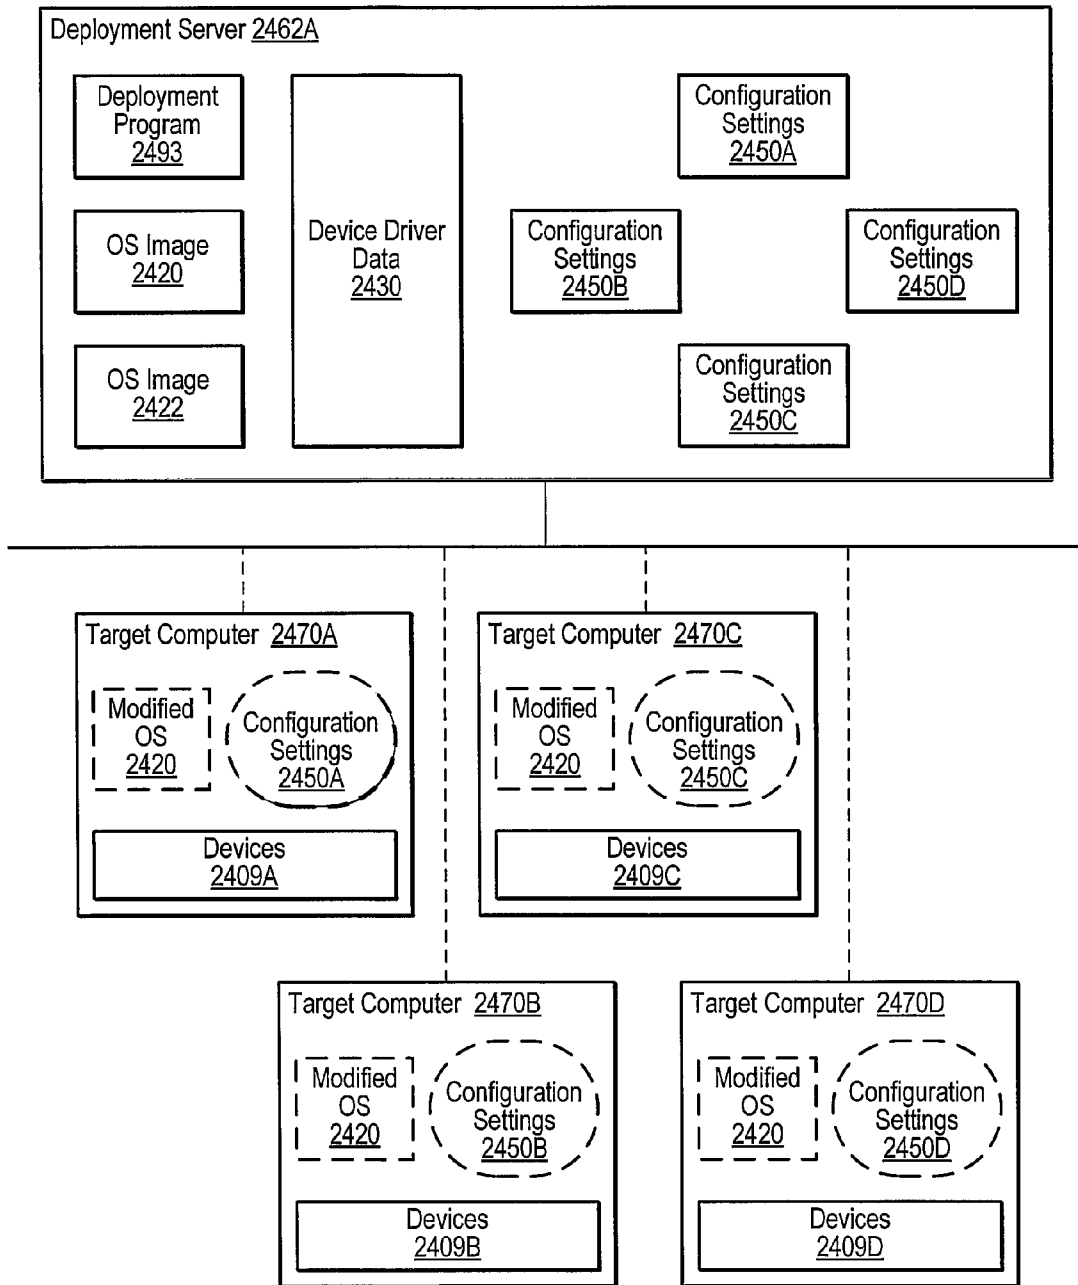 Deployment Server 2462A
Deployment
Program
2493
OS Image
2420
OS Image
2422
Device Driver
Data
2430
Configuration
Settings
2450A
Configuration
Settings
2450B
Configuration
Settings
2450D
Configuration
Settings
2450C
Target Computer 2470A
Modified
OS
2420
Configuration
Settings
2450A
Devices
2409A
Target Computer 2470C
Modified
OS
2420
Configuration
Settings
2450C
Devices
2409C
Target Computer 2470B
Modified
OS
2420
Configuration
Settings
2450B
Devices
2409B
Target Computer 2470D
Modified
OS
2420
Configuration
Settings
2450D
Devices
2409D